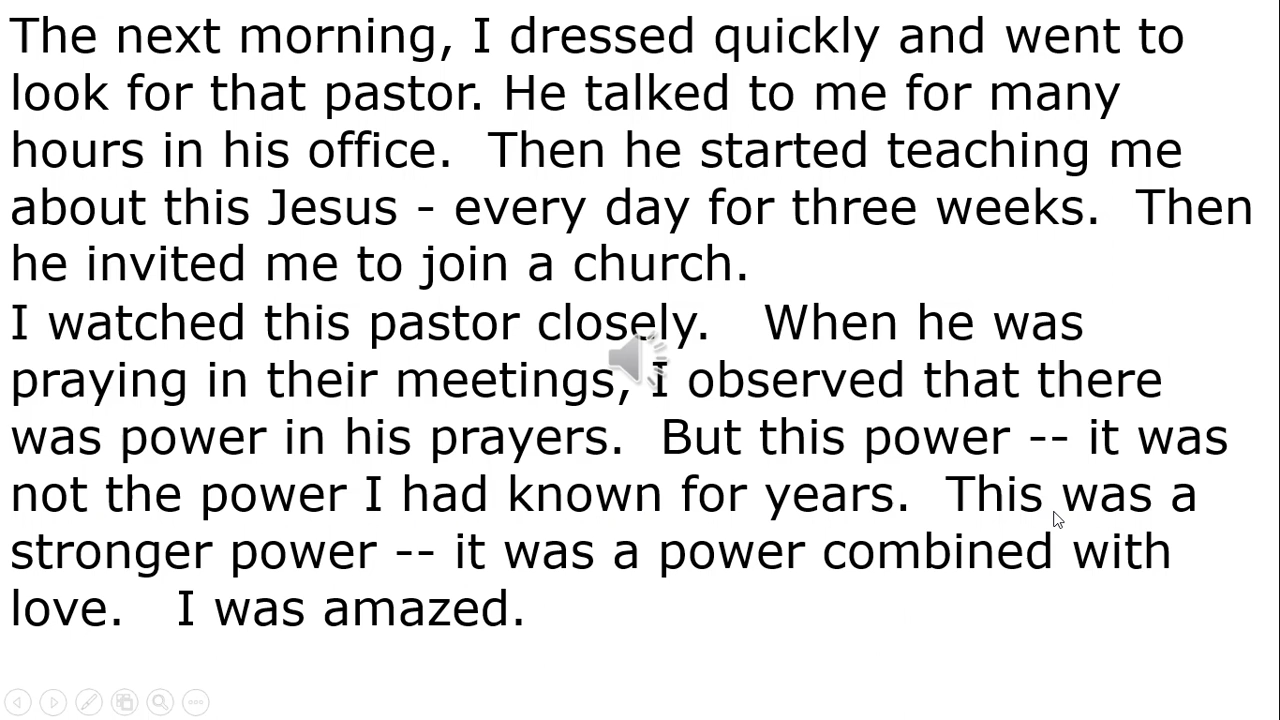 The next morning, I dressed quickly and went to
look for that pastor. He talked to me for many
hours in his office.  Then he started teaching me
about this Jesus - every day for three weeks.  Then
he invited me to join a church.
I watched this pastor closely.   When he was
praying in their meetings, I observed that there
was power in his prayers.  But this power -- it was
not the power I had known for years.  This was a
stronger power -- it was a power combined with
love.   I was amazed.